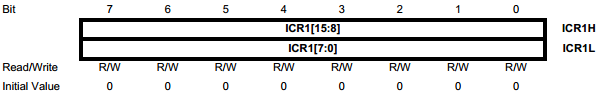 Bit 7 6 5 4 3 2 1 0
ICR1[15:8] ICR1H
ICR1[7:0] ICR1L
Read/Write R/W R/W R/W R/W R/W R/W R/W R/W
Initial Value 0 0 0 0 0 0 0 0